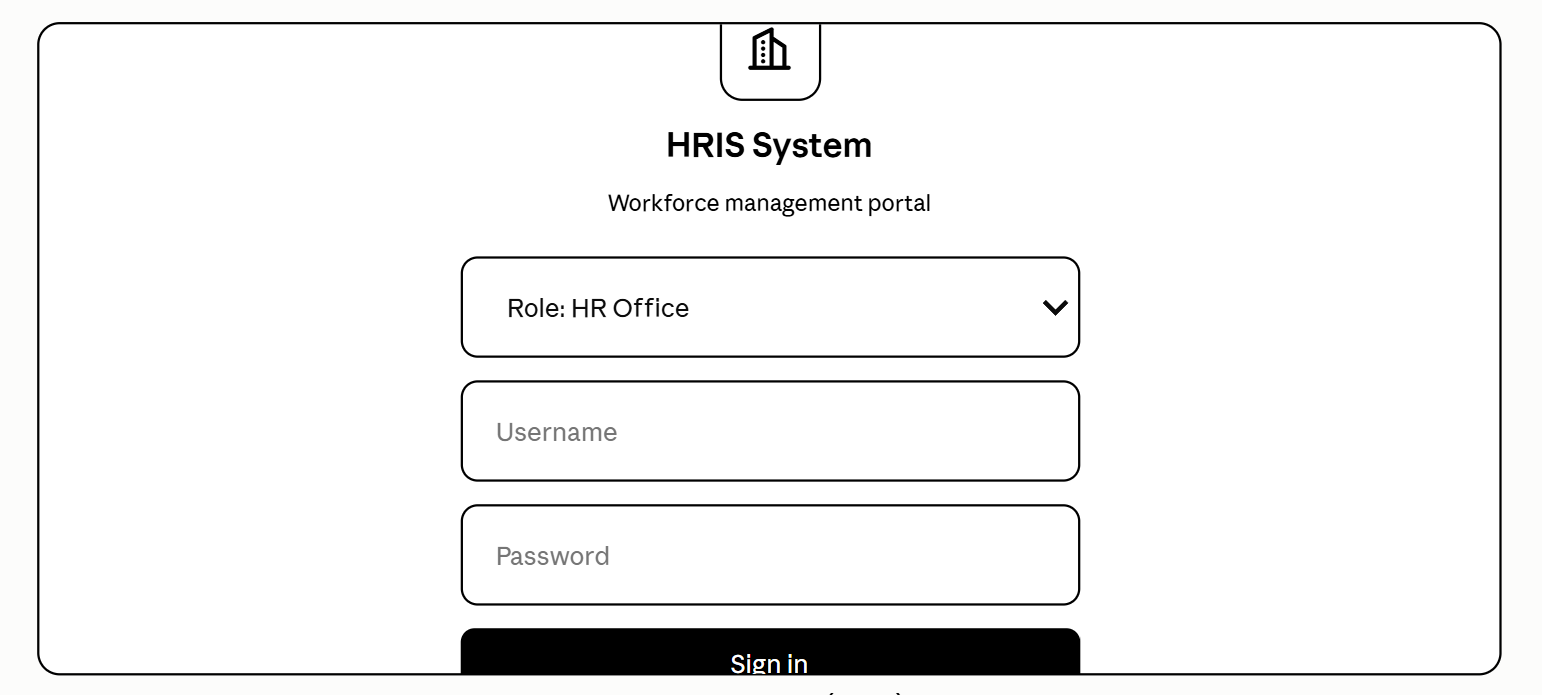 HRIS System
Workforce management portal
Role: HR Office
Username
Password
Sign in